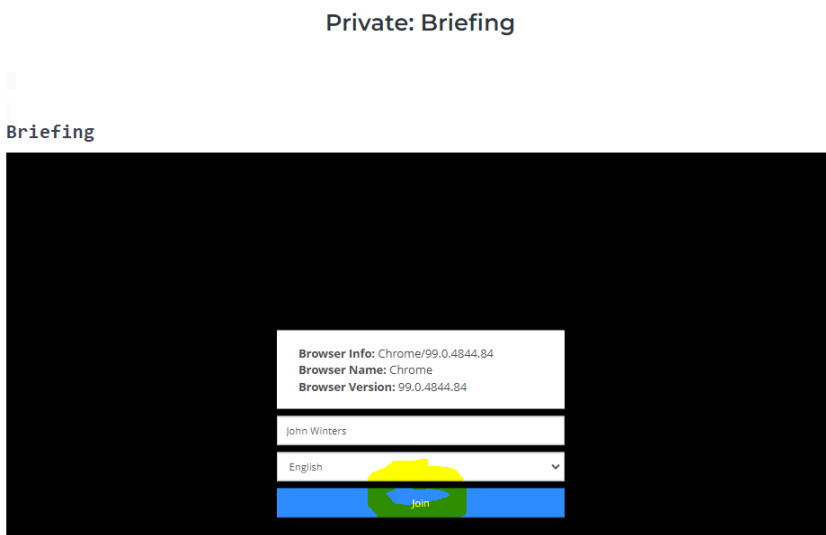 Private: Briefing
Briefing
Browser Info: Chrome/99.0.4844.84
Browser Name: Chrome
Browser Version: 99.0.4844.84
John Winters
English
Join